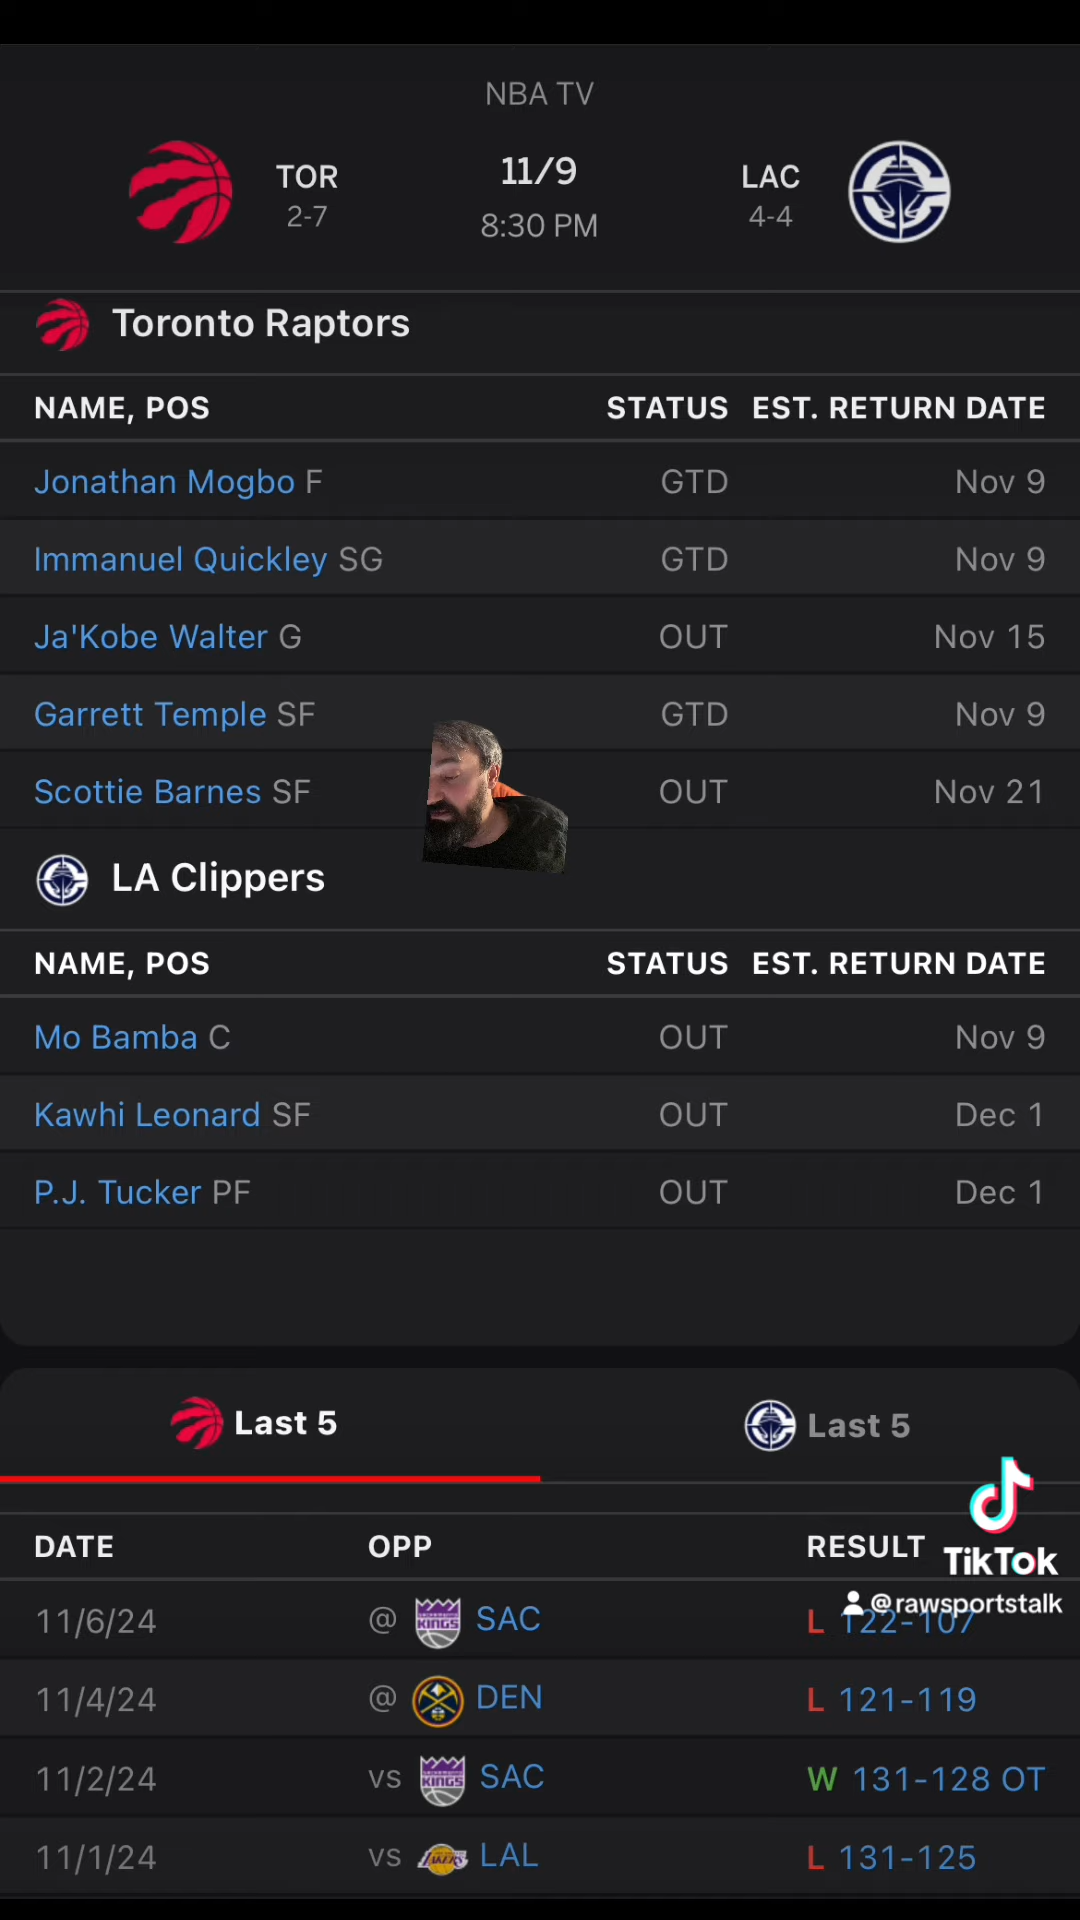 NBA TV
TOR 11/9 LAC
2-7 8:30 PM 4-4
Toronto Raptors
NAME, POS STATUS EST. RETURN DATE
Jonathan Mogbo F GTD Nov 9
Immanuel Quickley SG GTD Nov 9
Ja'Kobe Walter G OUT Nov 15
Garrett Temple SF GTD Nov 9
Scottie Barnes SF OUT Nov 21
LA Clippers
NAME, POS STATUS EST. RETURN DATE
Mo Bamba C OUT Nov 9
Kawhi Leonard SF OUT Dec 1
P.J. Tucker PF OUT Dec 1
Last 5 Last 5
DATE OPP RESULT
TikTok
@rawsportstalk
11/6/24 @ KINGS SAC L 122-107
11/4/24 @ DEN L 121-119
11/2/24 vs KINGS SAC W 131-128 OT
11/1/24 vs LAKERS LAL L 131-125